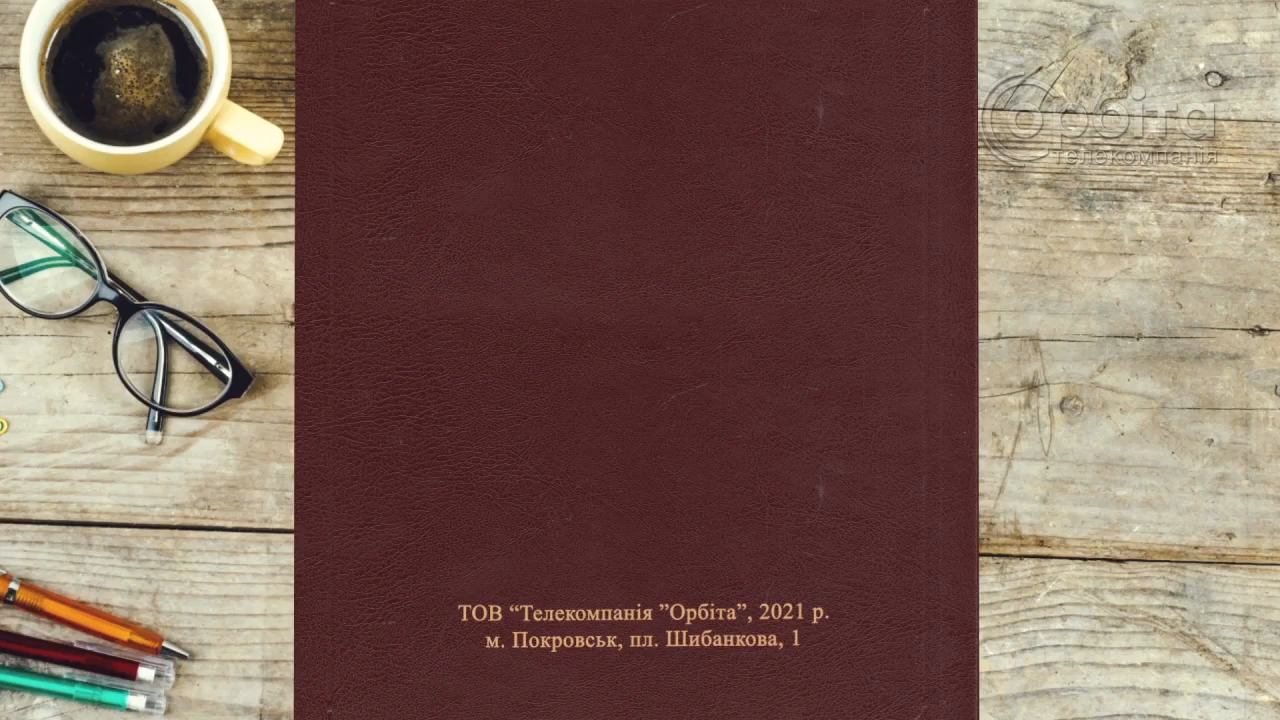 Орбіта
телекомпанія
ТОВ “Телекомпанія ”Орбіта”, 2021 р.
м. Покровськ, пл. Шибанкова, 1